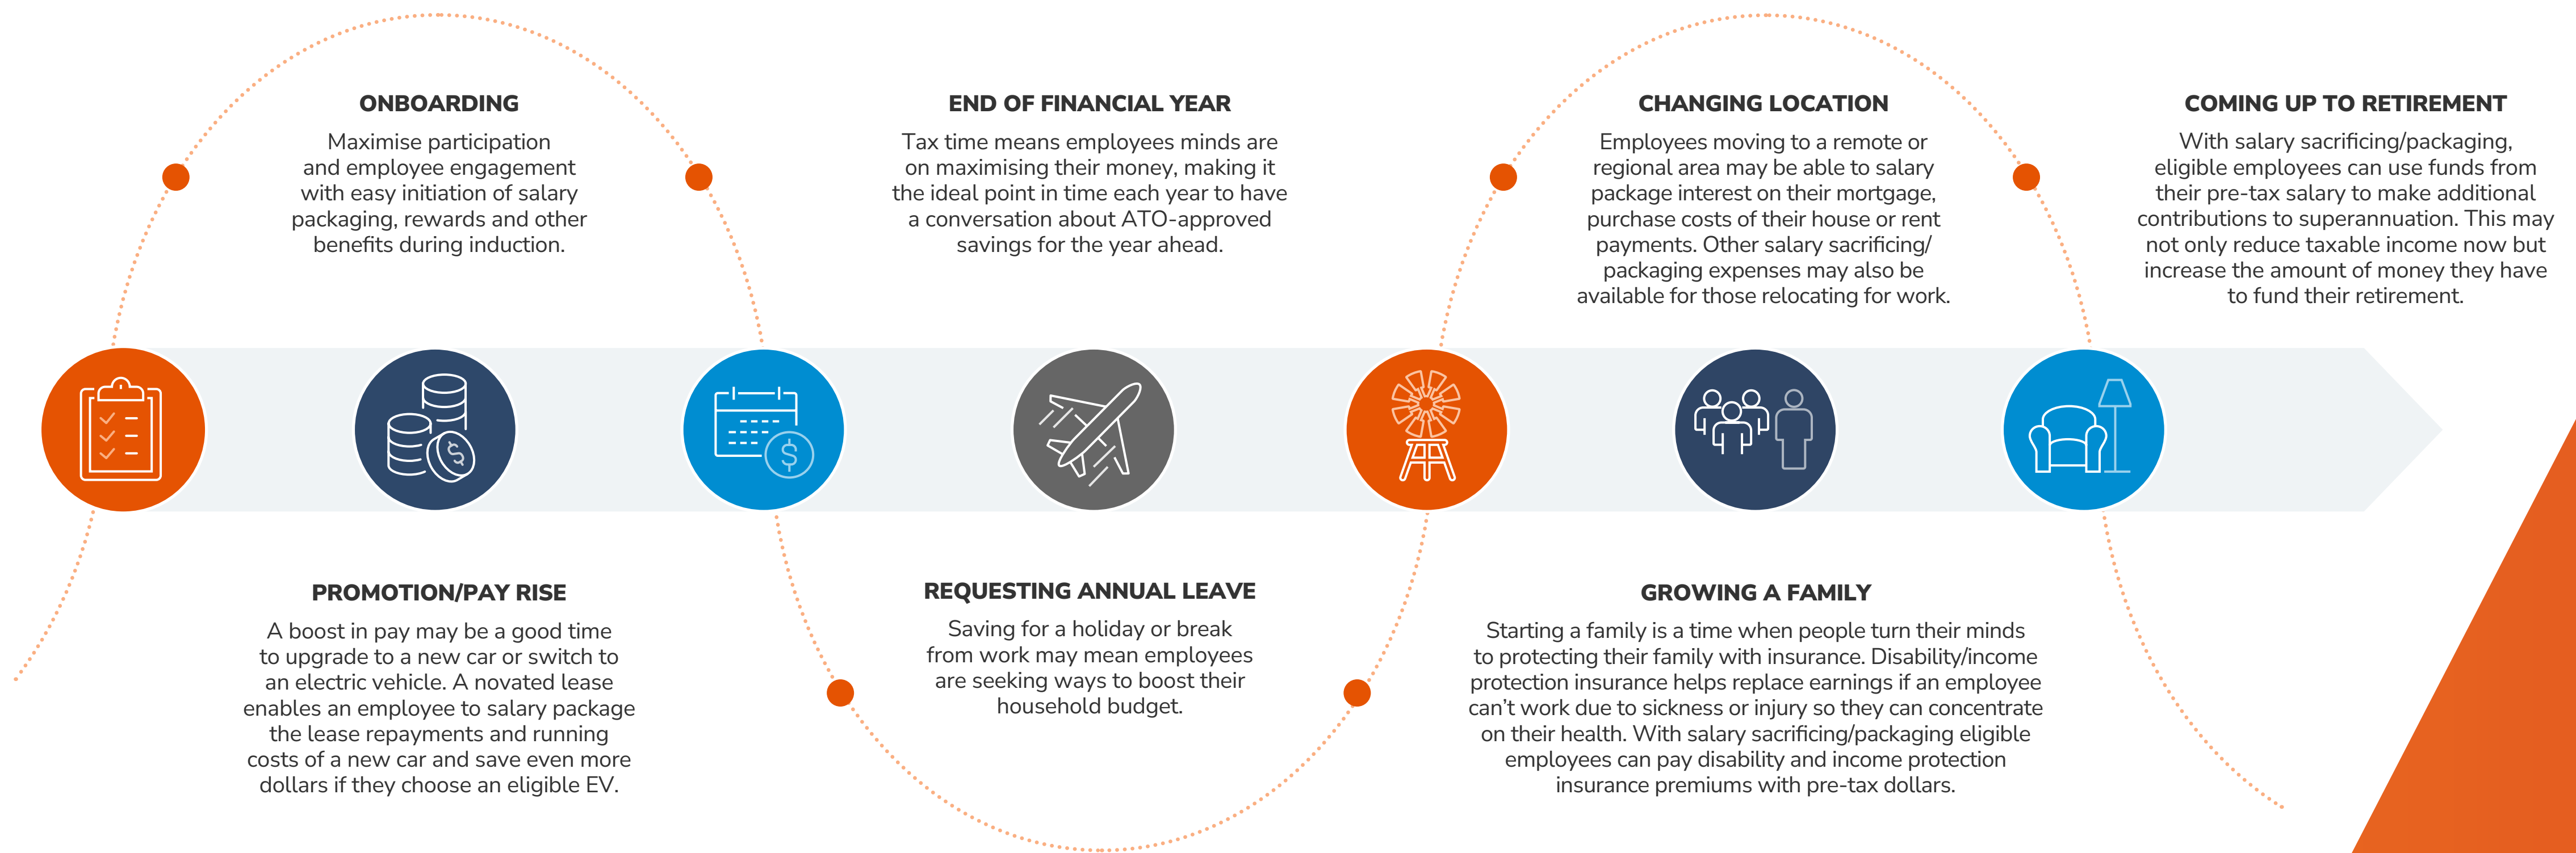 ONBOARDING
Maximise participation
and employee engagement
with easy initiation of salary
packaging, rewards and other
benefits during induction.
PROMOTION/PAY RISE
A boost in pay may be a good time
to upgrade to a new car or switch to
an electric vehicle. A novated lease
enables an employee to salary package
the lease repayments and running
costs of a new car and save even more
dollars if they choose an eligible EV.
END OF FINANCIAL YEAR
Tax time means employees minds are
on maximising their money, making it
the ideal point in time each year to have
a conversation about ATO-approved
savings for the year ahead.
REQUESTING ANNUAL LEAVE
Saving for a holiday or break
from work may mean employees
are seeking ways to boost their
household budget.
CHANGING LOCATION
Employees moving to a remote or
regional area may be able to salary
package interest on their mortgage,
purchase costs of their house or rent
payments. Other salary sacrificing/
packaging expenses may also be
available for those relocating for work.
GROWING A FAMILY
Starting a family is a time when people turn their minds
to protecting their family with insurance. Disability/income
protection insurance helps replace earnings if an employee
can’t work due to sickness or injury so they can concentrate
on their health. With salary sacrificing/packaging eligible
employees can pay disability and income protection
insurance premiums with pre-tax dollars.
COMING UP TO RETIREMENT
With salary sacrificing/packaging,
eligible employees can use funds from
their pre-tax salary to make additional
contributions to superannuation. This may
not only reduce taxable income now but
increase the amount of money they have
to fund their retirement.
$
$